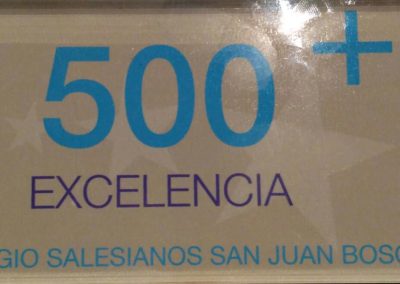 500+
EXCELENCIA
GIO SALESIANOS SAN JUAN BOSC